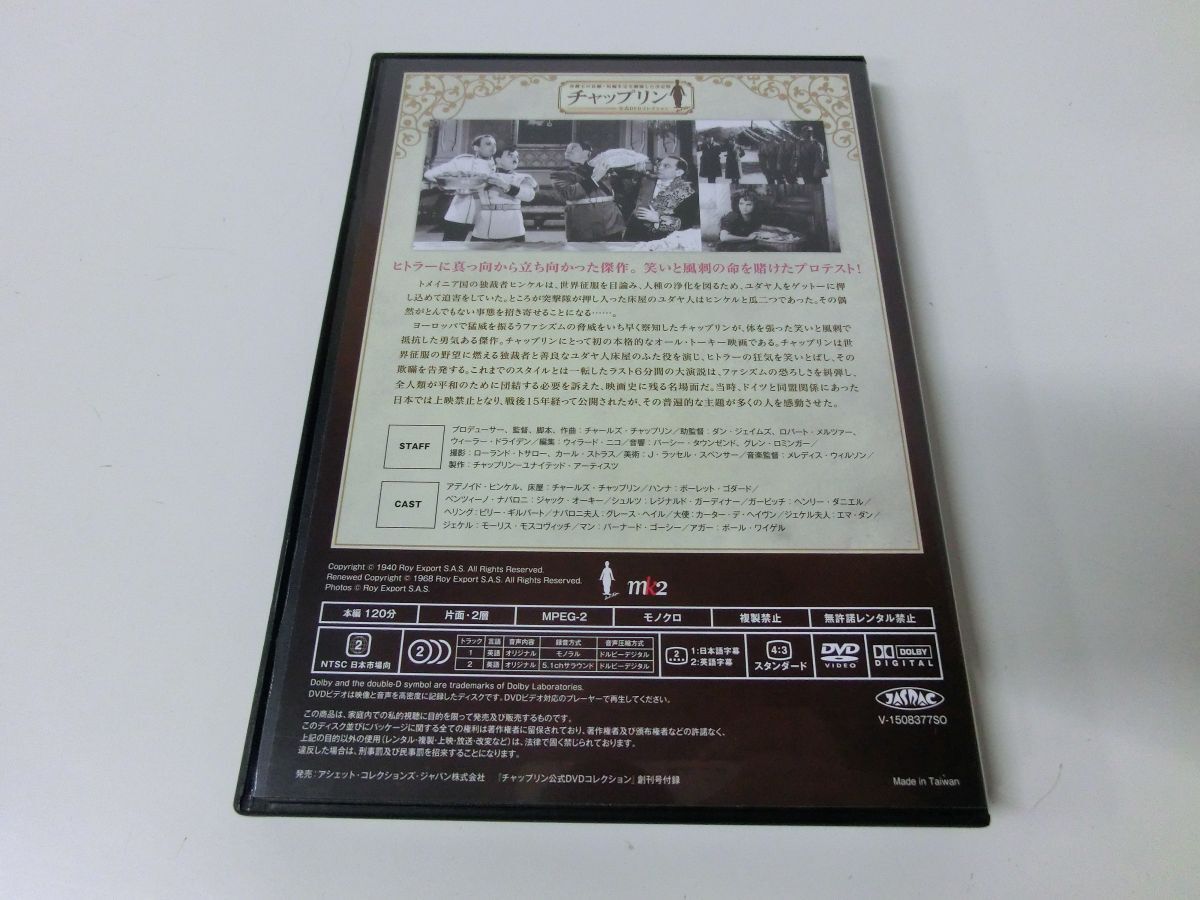 チャップリン
公式DVDコレクション
ヒトラーに真っ向から立ち向かった傑作。笑いと風刺の命を賭けたプロテスト!
トメイニア国の独裁者ヒンケルは、世界征服を目論み、人種の浄化を図るため、ユダヤ人をゲットーに押
し込めて迫害をしていた。ところが突撃隊が押し入った床屋のユダヤ人はヒンケルと瓜二つであった。その偶
然がとんでもない事態を招き寄せることになる……。
ヨーロッパで猛威を振るうファシズムの脅威をいち早く察知したチャップリンが、体を張った笑いと風刺で
抵抗した勇気ある傑作。チャップリンにとって初の本格的なオール・トーキー映画である。チャップリンは世
界征服の野望に燃える独裁者と善良なユダヤ人床屋のふた役を演じ、ヒトラーの狂気を笑いとばし、その
欺瞞を告発する。これまでのスタイルとは一転したラスト6分間の大演説は、ファシズムの恐ろしさを糾弾し、
全人類が平和のために団結する必要を訴えた、映画史に残る名場面だ。当時、ドイツと同盟関係にあった
日本では上映禁止となり、戦後15年経って公開されたが、その普遍的な主題が多くの人を感動させた。
STAFF
プロデューサー、監督、脚本、作曲:チャールズ・チャップリン/助監督:ダン・ジェイムズ、ロバート・メルツァー、
ウィーラー・ドライデン/編集:ウィラード・ニコ/音響:パーシー・タウンゼンド、グレン・ロミンガー/
撮影:ローランド・トサロー、カール・ストラス/美術:J・ラッセル・スペンサー/音楽監督:メレディス・ウィルソン/
製作:チャップリン-ユナイテッド・アーティスツ
CAST
アデノイド・ヒンケル、床屋:チャールズ・チャップリン/ハンナ:ポーレット・ゴダード/
ベンツィーノ・ナパロニ:ジャック・オーキー/シュルツ:レジナルド・ガーディナー/ガービッチ:ヘンリー・ダニエル/
ヘリング:ビリー・ギルバート/ナパロニ夫人:グレース・ヘイル/大使:カーター・デ・ヘイヴン/ジェケル夫人:エマ・ダン/
ジェケル:モーリス・モスコヴィッチ/マン:バーナード・ゴーシー/アガー:ポール・ワイゲル
Copyright © 1940 Roy Export S.A.S. All Rights Reserved.
Renewed Copyright © 1968 Roy Export S.A.S. All Rights Reserved.
Photos © Roy Export S.A.S.
mk2
本編 120分 片面・2層 MPEG-2 モノクロ 複製禁止 無許諾レンタル禁止
2 NTSC 日本市場向
2
トラック 言語 音声内容 録音方式 音声圧縮方式
1 英語 オリジナル モノラル ドルビーデジタル
2 英語 オリジナル 5.1chサラウンド ドルビーデジタル
2 1:日本語字幕
2:英語字幕
4:3 スタンダード
DVD VIDEO
DOLBY DIGITAL
Dolby and the double-D symbol are trademarks of Dolby Laboratories.
DVDビデオは映像と音声を高密度に記録したディスクです。DVDビデオ対応のプレーヤーで再生してください。
JASRAC
V-1508377SO
この商品は、家庭内での私的視聴に目的を限って発売及び販売するものです。
このディスク並びにパッケージに関する全ての権利は著作権者に留保されており、著作権者及び頒布権者などの許諾なく、
上記の目的以外の使用(レンタル・複製・上映・放送・改変など)は、法律で固く禁じられております。
違反した場合は、刑事罰及び民事罰を招来することになります。
発売:アシェット・コレクションズ・ジャパン株式会社 『チャップリン公式DVDコレクション』創刊号付録
Made in Taiwan